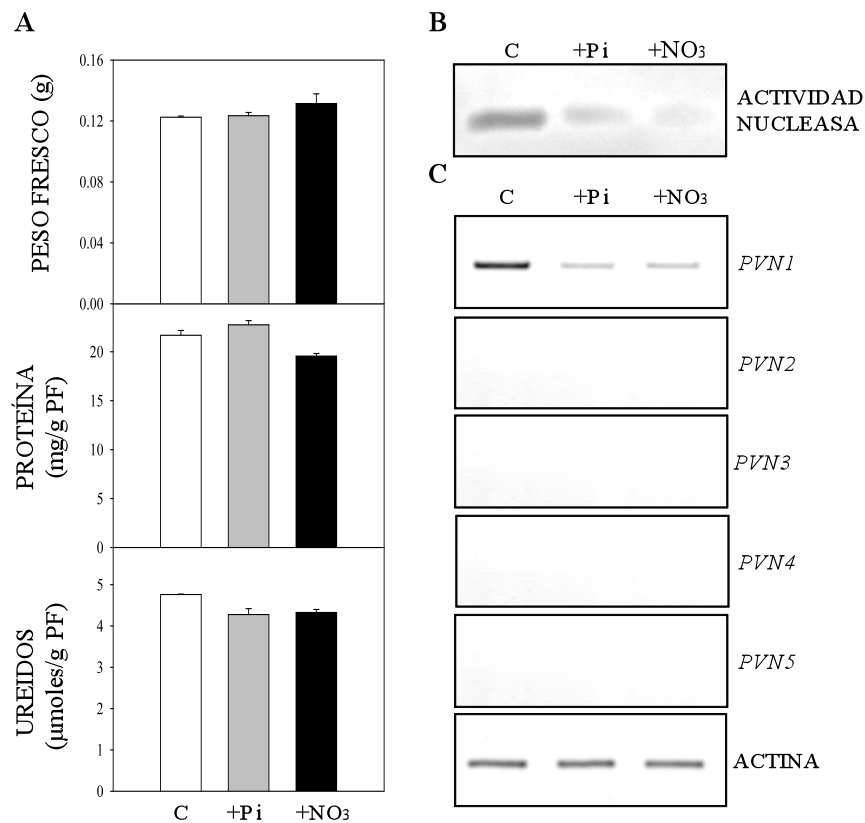 A
PESO FRESCO (g)
0.16
0.12
0.08
0.04
0.00
PROTEÍNA
(mg/g PF)
20
15
10
5
0
UREIDOS
(µmoles/g PF)
5
4
3
2
1
0
C +Pi +NO3
B
C +Pi +NO3
ACTIVIDAD
NUCLEASA
C
C +Pi +NO3
PVN1
PVN2
PVN3
PVN4
PVN5
ACTINA